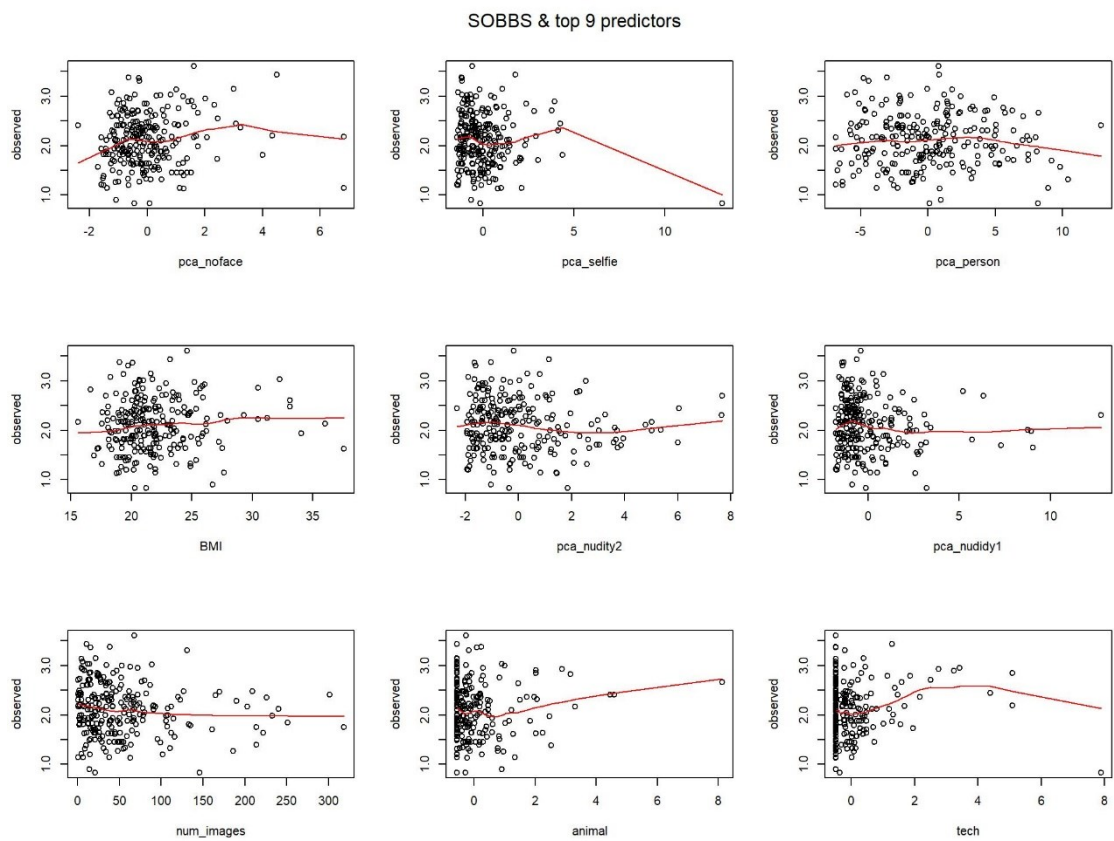 SOBBS & top 9 predictors
observed
3.0
2.0
1.0
-2 0 2 4 6
pca_noface
observed
3.0
2.0
1.0
0 5 10
pca_selfie
observed
3.0
2.0
1.0
-5 0 5 10
pca_person
observed
3.0
2.0
1.0
15 20 25 30 35
BMI
observed
3.0
2.0
1.0
-2 0 2 4 6 8
pca_nudity2
observed
3.0
2.0
1.0
0 5 10
pca_nudidy1
observed
3.0
2.0
1.0
0 50 100 150 200 250 300
num_images
observed
3.0
2.0
1.0
0 2 4 6 8
animal
observed
3.0
2.0
1.0
0 2 4 6 8
tech